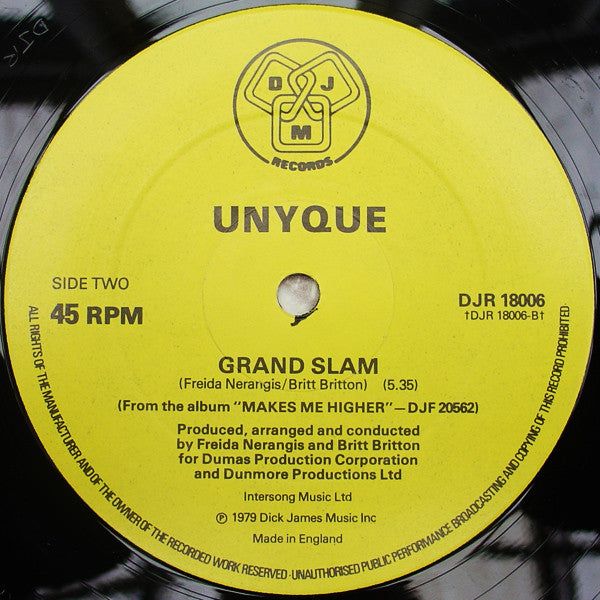 DJR
D J
M
RECORDS
UNYQUE
SIDE TWO
45 RPM
DJR 18006
†DJR 18006-B†
GRAND SLAM
(Freida Nerangis/Britt Britton) (5.35)
(From the album "MAKES ME HIGHER"—DJF 20562)
Produced, arranged and conducted
by Freida Nerangis and Britt Britton
for Dumas Production Corporation
and Dunmore Productions Ltd
Intersong Music Ltd
℗ 1979 Dick James Music Inc
Made in England
ALL RIGHTS OF THE MANUFACTURER AND OF THE OWNER OF THE RECORDED WORK RESERVED·UNAUTHORISED PUBLIC PERFORMANCE BROADCASTING AND COPYING OF THIS RECORD PROHIBITED·